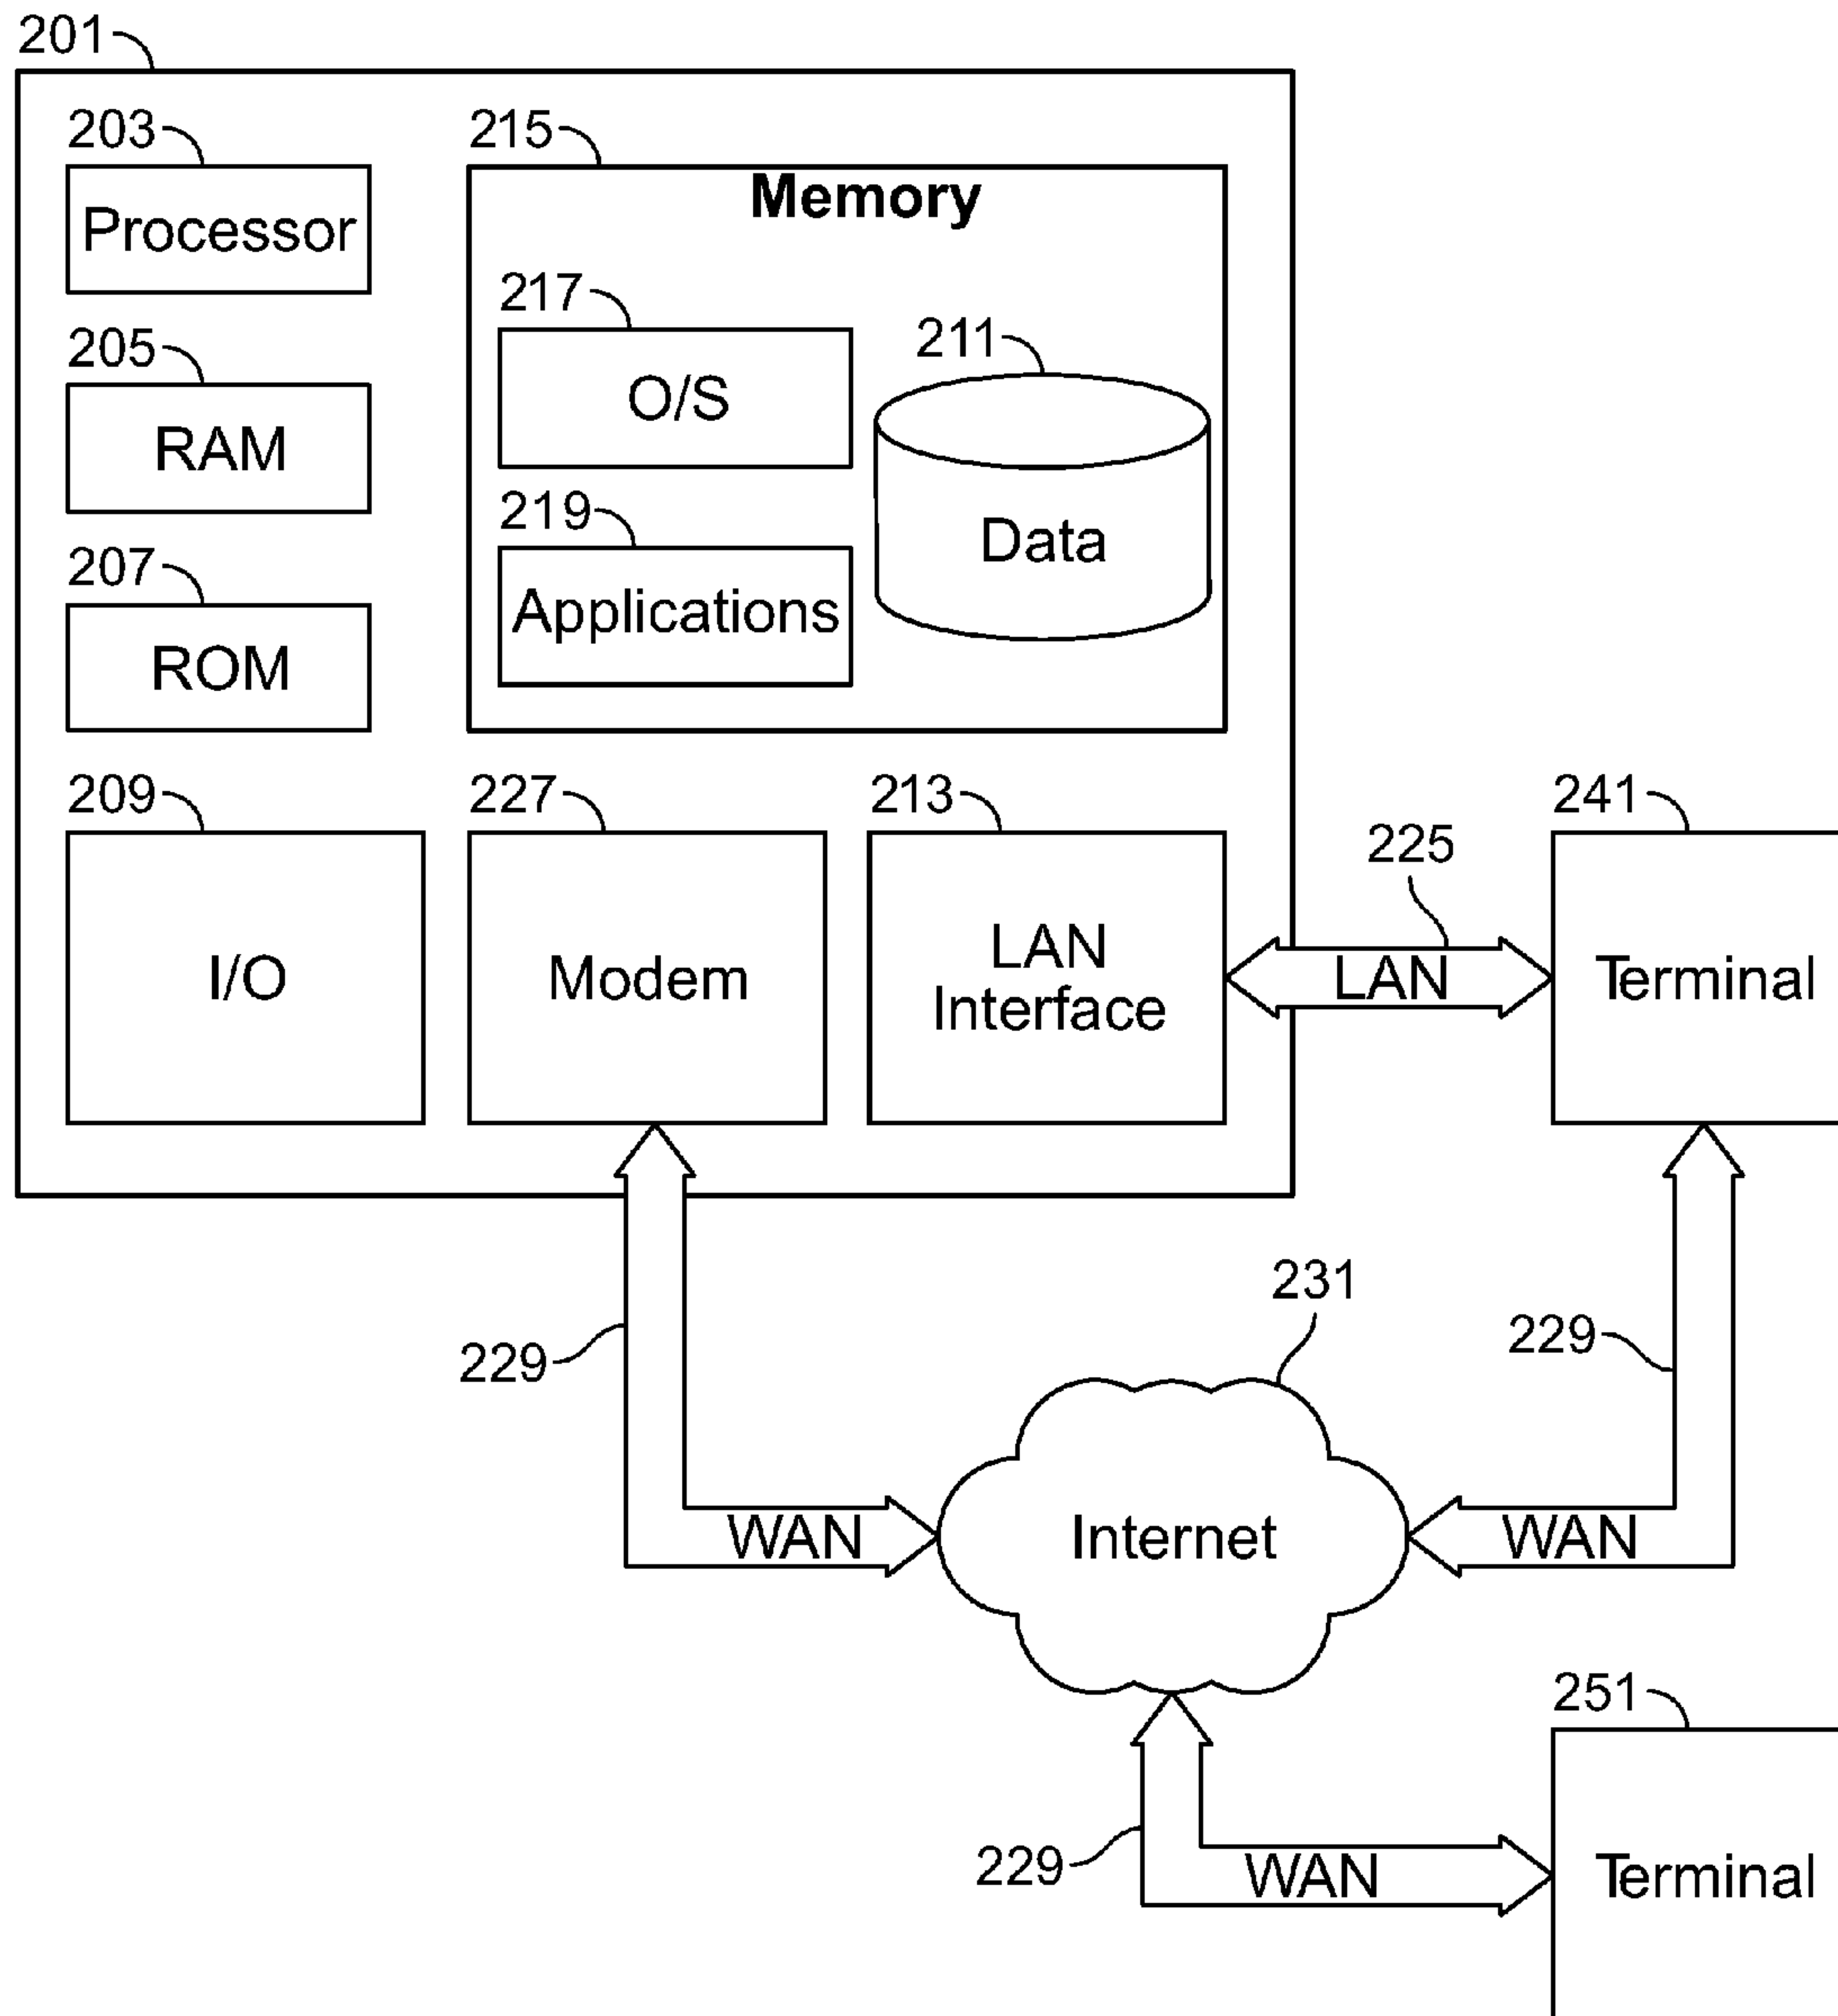 201
203
Processor
205
RAM
207
ROM
215
Memory
217
O/S
211
Data
219
Applications
209
I/O
227
Modem
213
LAN
Interface
225
LAN
241
Terminal
229
WAN
231
Internet
229
WAN
229
WAN
251
Terminal